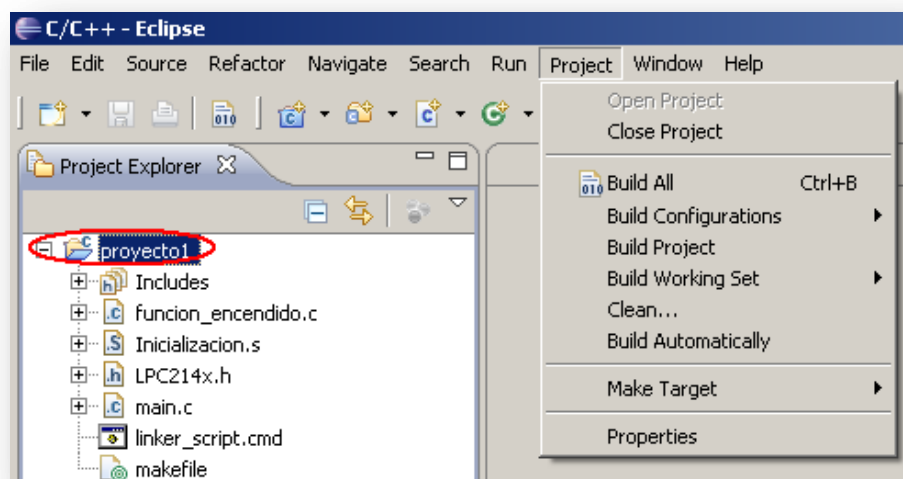 C/C++ - Eclipse
File Edit Source Refactor Navigate Search Run Project Window Help
Open Project
Close Project
Project Explorer
010 Build All Ctrl+B
Build Configurations
Build Project
Build Working Set
Clean...
Build Automatically
Make Target
Properties
proyecto1
Includes
funcion_encendido.c
Inicializacion.s
LPC214x.h
main.c
linker_script.cmd
makefile